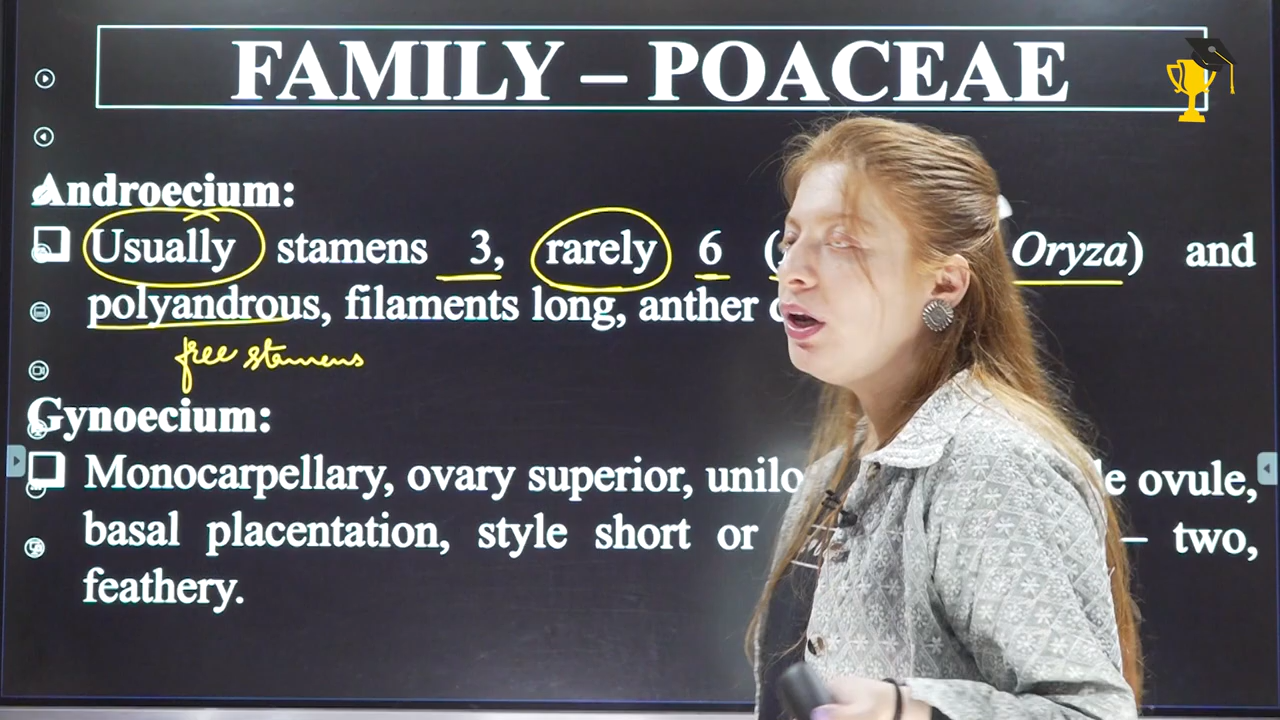 FAMILY – POACEAE
Androecium:
Usually stamens 3, rarely 6 ( Oryza) and
polyandrous, filaments long, anther
free stamens
Gynoecium:
Monocarpellary, ovary superior, ovule,
basal placentation, style short or – two,
feathery.